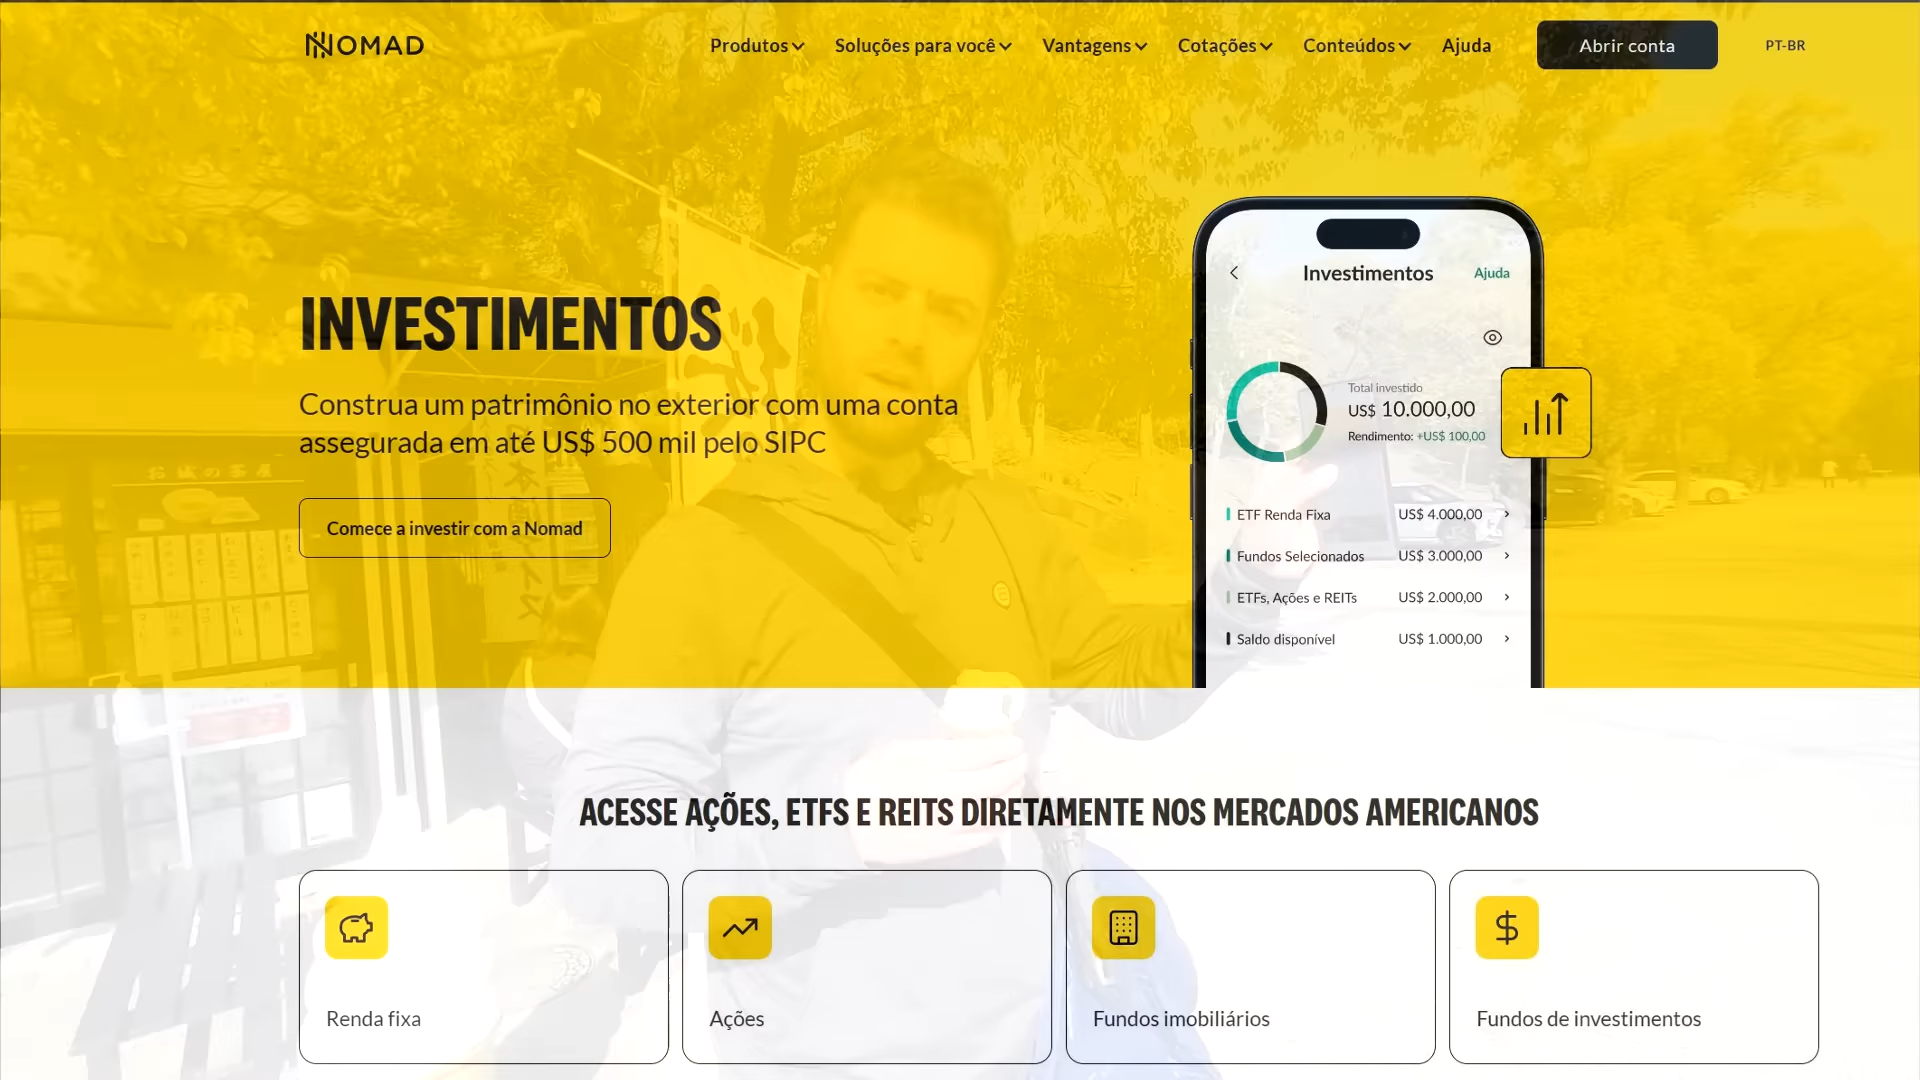 NOMAD
Produtos
Soluções para você
Vantagens
Cotações
Conteúdos
Ajuda
Abrir conta
PT-BR
INVESTIMENTOS
Construa um patrimônio no exterior com uma conta
assegurada em até US$ 500 mil pelo SIPC
Comece a investir com a Nomad
Investimentos
Ajuda
Total investido
US$ 10.000,00
Rendimento: +US$ 100,00
ETF Renda Fixa US$ 4.000,00
Fundos Selecionados US$ 3.000,00
ETFs, Ações e REITs US$ 2.000,00
Saldo disponível US$ 1.000,00
ACESSE AÇÕES, ETFS E REITS DIRETAMENTE NOS MERCADOS AMERICANOS
Renda fixa
Ações
Fundos imobiliários
Fundos de investimentos